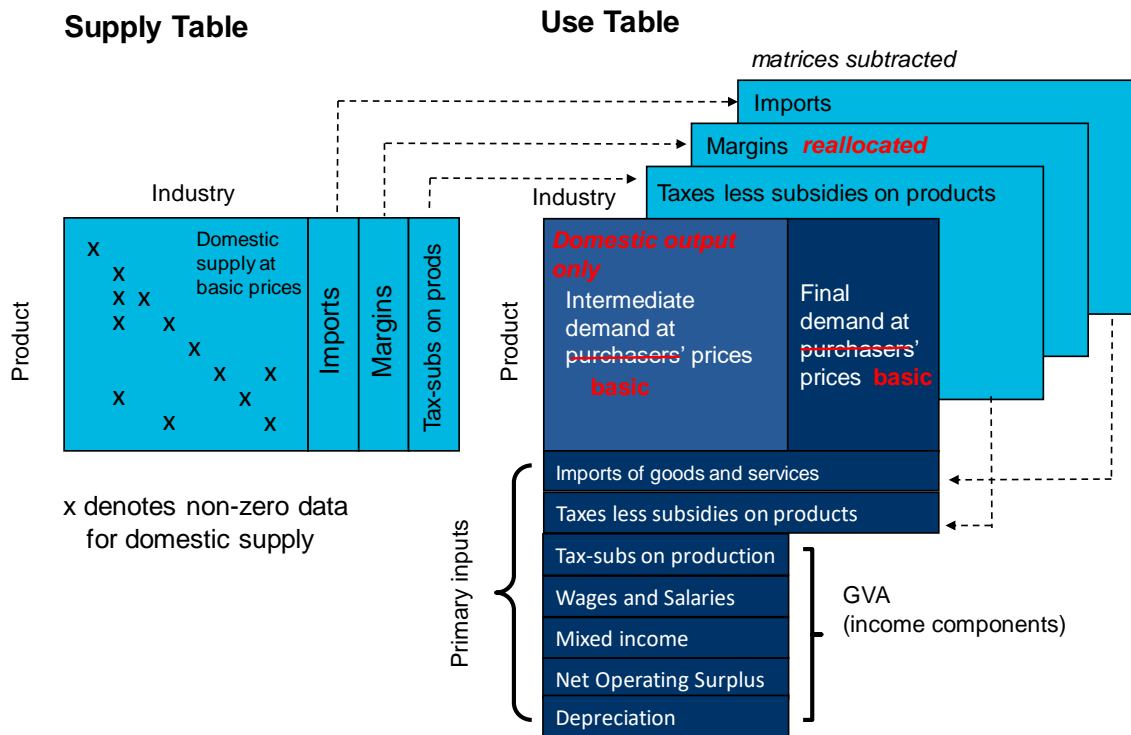 Supply Table
Use Table
matrices subtracted
Imports
Margins reallocated
Taxes less subsidies on products
Industry
Industry
Product
x
x
x x
x x
x
x x
x x
x x
Domestic
supply at
basic prices
Imports
Margins
Tax-subs on prods
x denotes non-zero data
for domestic supply
Product
Domestic output
only
Intermediate
demand at
purchasers' prices
basic
Final
demand at
purchasers'
prices basic
Primary inputs
Imports of goods and services
Taxes less subsidies on products
Tax-subs on production
Wages and Salaries
Mixed income
Net Operating Surplus
Depreciation
GVA
(income components)